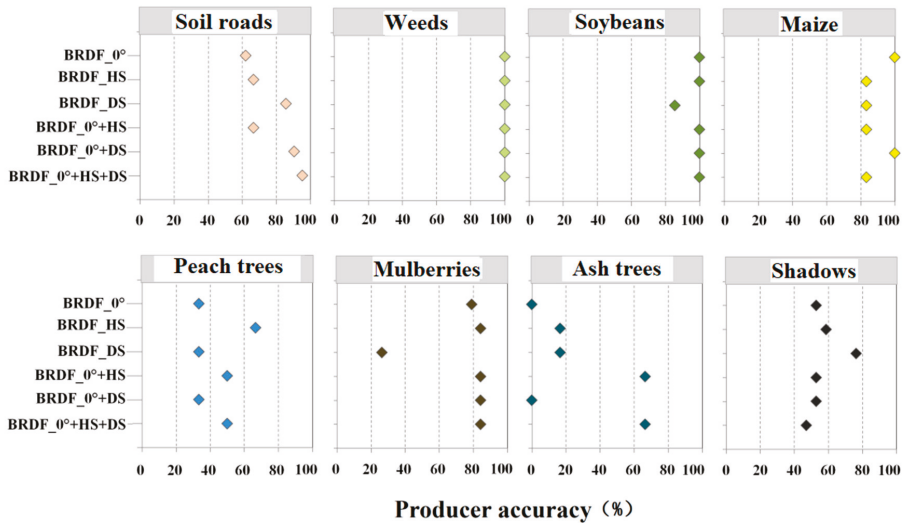 Soil roads Weeds Soybeans Maize
BRDF_0°
BRDF_HS
BRDF_DS
BRDF_0°+HS
BRDF_0°+DS
BRDF_0°+HS+DS
0 20 40 60 80 100 0 20 40 60 80 100 0 20 40 60 80 100 0 20 40 60 80 100
% % % %
Peach trees Mulberries Ash trees Shadows
BRDF_0°
BRDF_HS
BRDF_DS
BRDF_0°+HS
BRDF_0°+DS
BRDF_0°+HS+DS
0 20 40 60 80 100 0 20 40 60 80 100 0 20 40 60 80 100 0 20 40 60 80 100
Producer accuracy（%）